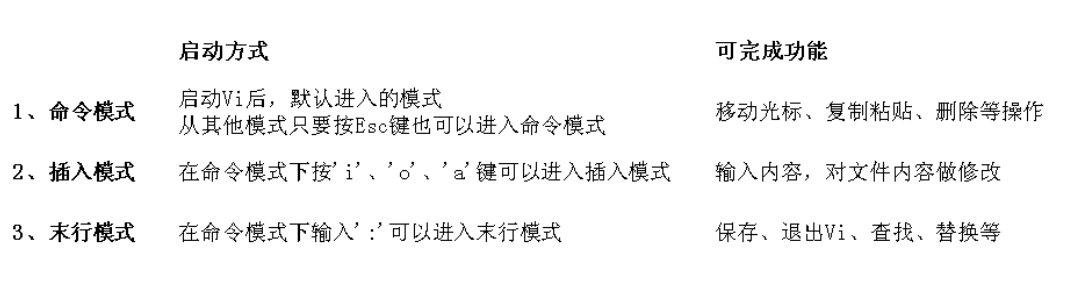 启动方式 可完成功能
1、命令模式 启动Vi后，默认进入的模式
从其他模式只要按Esc键也可以进入命令模式 移动光标、复制粘贴、删除等操作
2、插入模式 在命令模式下按'i'、'o'、'a'键可以进入插入模式 输入内容，对文件内容做修改
3、末行模式 在命令模式下输入':'可以进入末行模式 保存、退出Vi、查找、替换等